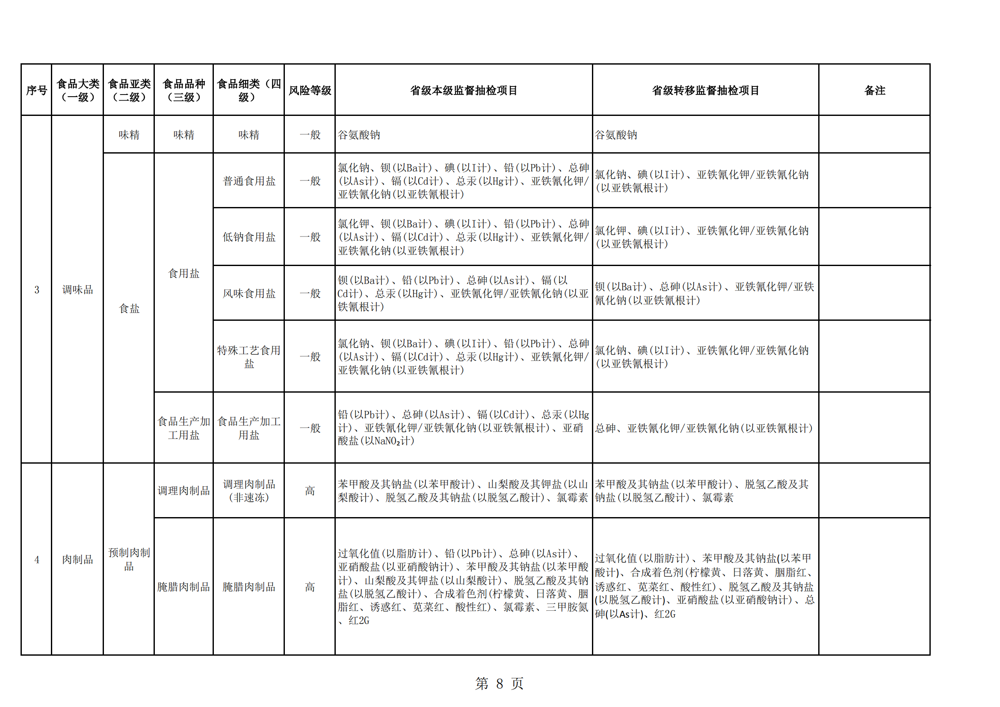 序号
食品大类
（一级）
食品亚类
（二级）
食品品种
（三级）
食品细类（四
级）
风险等级
省级本级监督抽检项目
省级转移监督抽检项目
备注
3
调味品
味精
味精
味精
一般
谷氨酸钠
谷氨酸钠
食盐
食用盐
普通食用盐
一般
氯化钠、钡(以Ba计)、碘(以I计)、铅(以Pb计)、总砷
(以As计)、镉(以Cd计)、总汞(以Hg计)、亚铁氰化钾/
亚铁氰化钠(以亚铁氰根计)
氯化钠、碘(以I计)、亚铁氰化钾/亚铁氰化钠
(以亚铁氰根计)
低钠食用盐
一般
氯化钾、钡(以Ba计)、碘(以I计)、铅(以Pb计)、总砷
(以As计)、镉(以Cd计)、总汞(以Hg计)、亚铁氰化钾/
亚铁氰化钠(以亚铁氰根计)
氯化钾、碘(以I计)、亚铁氰化钾/亚铁氰化钠
(以亚铁氰根计)
风味食用盐
一般
钡(以Ba计)、铅(以Pb计)、总砷(以As计)、镉(以
Cd计)、总汞(以Hg计)、亚铁氰化钾/亚铁氰化钠(以亚
铁氰根计)
钡(以Ba计)、总砷(以As计)、亚铁氰化钾/亚铁
氰化钠(以亚铁氰根计)
特殊工艺食用
盐
一般
氯化钠、钡(以Ba计)、碘(以I计)、铅(以Pb计)、总砷
(以As计)、镉(以Cd计)、总汞(以Hg计)、亚铁氰化钾/
亚铁氰化钠(以亚铁氰根计)
氯化钠、碘(以I计)、亚铁氰化钾/亚铁氰化钠
(以亚铁氰根计)
食品生产加
工用盐
食品生产加工
用盐
一般
铅(以Pb计)、总砷(以As计)、镉(以Cd计)、总汞(以Hg
计)、亚铁氰化钾/亚铁氰化钠(以亚铁氰根计)、亚硝
酸盐(以NaNO₂计)
总砷、亚铁氰化钾/亚铁氰化钠(以亚铁氰根计)
4
肉制品
预制肉制
品
调理肉制品
调理肉制品
(非速冻)
高
苯甲酸及其钠盐(以苯甲酸计)、山梨酸及其钾盐(以山
梨酸计)、脱氢乙酸及其钠盐(以脱氢乙酸计)、氯霉素
苯甲酸及其钠盐(以苯甲酸计)、脱氢乙酸及其
钠盐(以脱氢乙酸计)、氯霉素
腌腊肉制品
腌腊肉制品
高
过氧化值(以脂肪计)、铅(以Pb计)、总砷(以As计)、
亚硝酸盐(以亚硝酸钠计)、苯甲酸及其钠盐(以苯甲酸
计)、山梨酸及其钾盐(以山梨酸计)、脱氢乙酸及其钠
盐(以脱氢乙酸计)、合成着色剂(柠檬黄、日落黄、胭
脂红、诱惑红、苋菜红、酸性红)、氯霉素、三甲胺氮
、红2G
过氧化值(以脂肪计)、苯甲酸及其钠盐(以苯甲
酸计)、合成着色剂(柠檬黄、日落黄、胭脂红、
诱惑红、苋菜红、酸性红)、脱氢乙酸及其钠盐
(以脱氢乙酸计)、亚硝酸盐(以亚硝酸钠计)、总
砷(以As计)、红2G
第 8 页